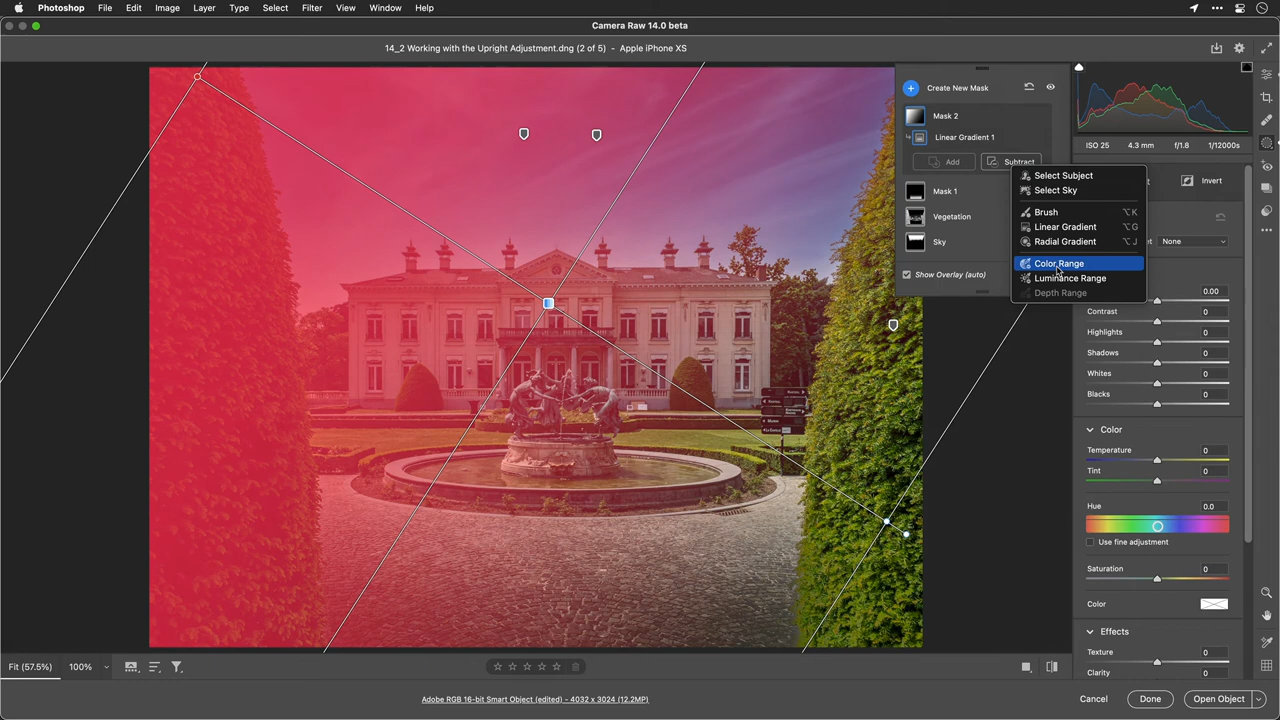 Photoshop File Edit Image Layer Type Select Filter View Window Help
Camera Raw 14.0 beta
14_2 Working with the Upright Adjustment.dng (2 of 5) - Apple iPhone XS
Create New Mask
Mask 2
Linear Gradient 1
Add Subtract
Mask 1
Vegetation
Sky
Show Overlay (auto)
Select Subject
Select Sky
Brush ⌥K
Linear Gradient ⌥G
Radial Gradient ⌥J
Color Range
Luminance Range
Depth Range
ISO 25 4.3 mm f/1.8 1/12000s
Invert
None
0.00
Contrast 0
Highlights 0
Shadows 0
Whites 0
Blacks 0
Color
Temperature 0
Tint 0
Hue 0.0
Use fine adjustment
Saturation 0
Color
Effects
Texture 0
Clarity 0
Fit (57.5%) 100%
Adobe RGB 16-bit Smart Object (edited) - 4032 x 3024 (12.2MP)
Cancel Done Open Object